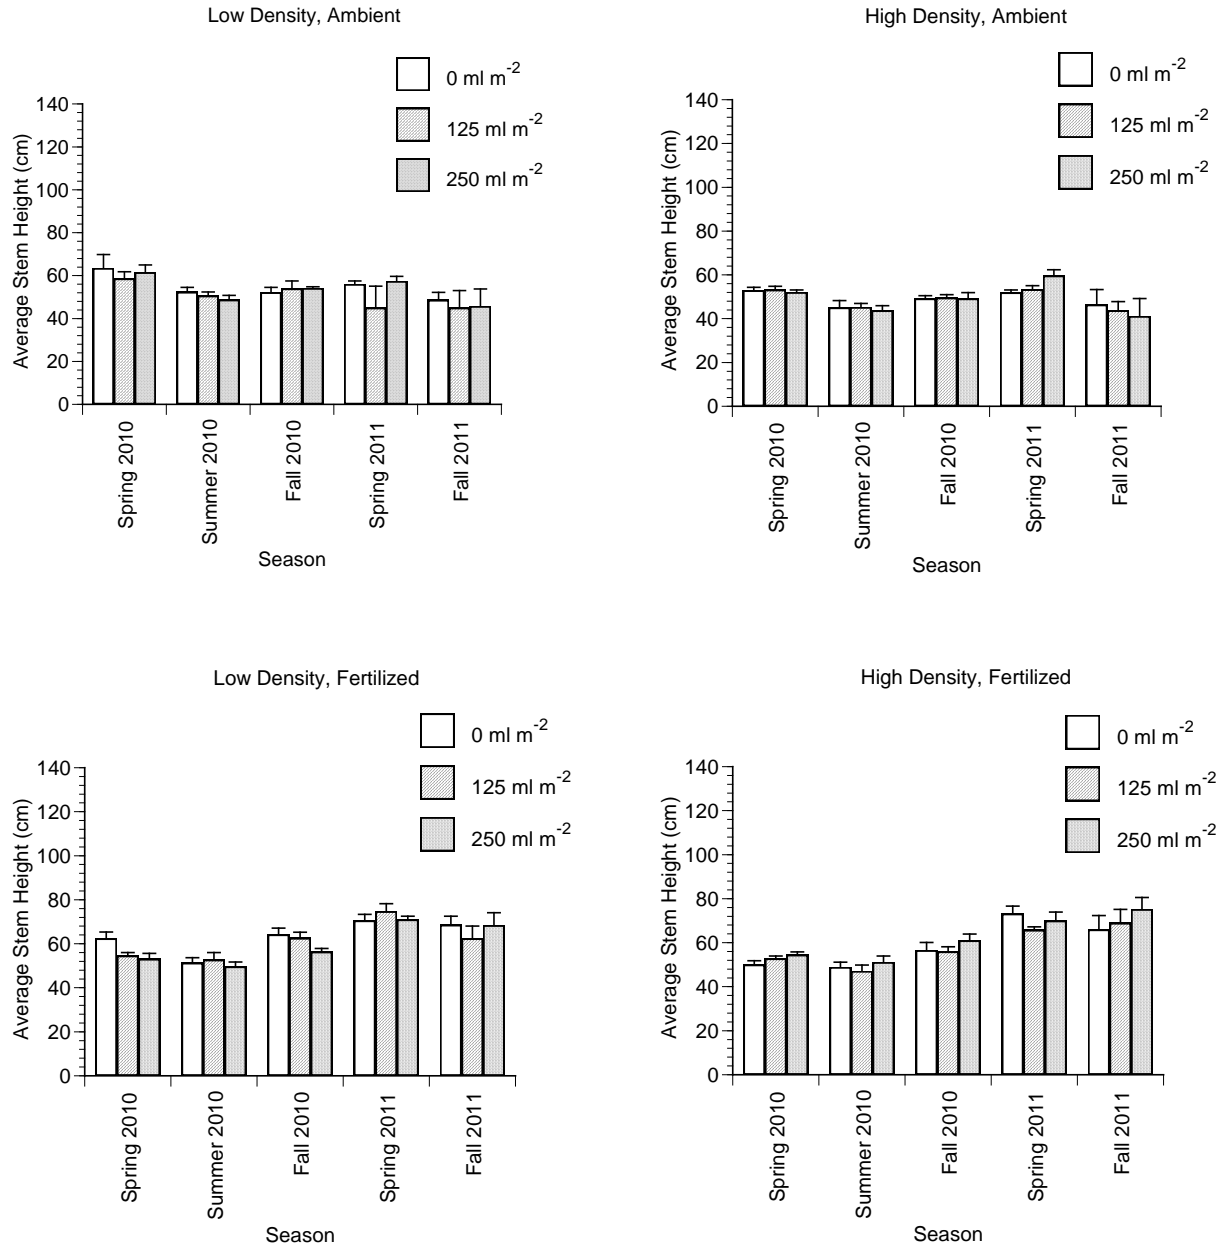 Low Density, Ambient
0 ml m-2
125 ml m-2
250 ml m-2
Average Stem Height (cm)
140
120
100
80
60
40
20
0
Spring 2010
Summer 2010
Fall 2010
Spring 2011
Fall 2011
Season
High Density, Ambient
0 ml m-2
125 ml m-2
250 ml m-2
Average Stem Height (cm)
140
120
100
80
60
40
20
0
Spring 2010
Summer 2010
Fall 2010
Spring 2011
Fall 2011
Season
Low Density, Fertilized
0 ml m-2
125 ml m-2
250 ml m-2
Average Stem Height (cm)
140
120
100
80
60
40
20
0
Spring 2010
Summer 2010
Fall 2010
Spring 2011
Fall 2011
Season
High Density, Fertilized
0 ml m-2
125 ml m-2
250 ml m-2
Average Stem Height (cm)
140
120
100
80
60
40
20
0
Spring 2010
Summer 2010
Fall 2010
Spring 2011
Fall 2011
Season